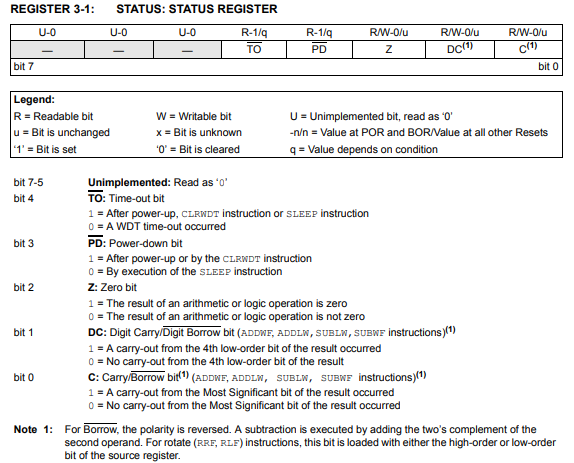 REGISTER 3-1: STATUS: STATUS REGISTER
U-0 U-0 U-0 R-1/q R-1/q R/W-0/u R/W-0/u R/W-0/u
— — — TO PD Z DC(1) C(1)
bit 7 bit 0
Legend:
R = Readable bit W = Writable bit U = Unimplemented bit, read as ‘0’
u = Bit is unchanged x = Bit is unknown -n/n = Value at POR and BOR/Value at all other Resets
‘1’ = Bit is set ‘0’ = Bit is cleared q = Value depends on condition
bit 7-5 Unimplemented: Read as ‘0’
bit 4 TO: Time-out bit
1 = After power-up, CLRWDT instruction or SLEEP instruction
0 = A WDT time-out occurred
bit 3 PD: Power-down bit
1 = After power-up or by the CLRWDT instruction
0 = By execution of the SLEEP instruction
bit 2 Z: Zero bit
1 = The result of an arithmetic or logic operation is zero
0 = The result of an arithmetic or logic operation is not zero
bit 1 DC: Digit Carry/Digit Borrow bit (ADDWF, ADDLW,SUBLW,SUBWF instructions)(1)
1 = A carry-out from the 4th low-order bit of the result occurred
0 = No carry-out from the 4th low-order bit of the result
bit 0 C: Carry/Borrow bit(1) (ADDWF, ADDLW, SUBLW, SUBWF instructions)(1)
1 = A carry-out from the Most Significant bit of the result occurred
0 = No carry-out from the Most Significant bit of the result occurred
Note 1: For Borrow, the polarity is reversed. A subtraction is executed by adding the two’s complement of the
second operand. For rotate (RRF, RLF) instructions, this bit is loaded with either the high-order or low-order
bit of the source register.